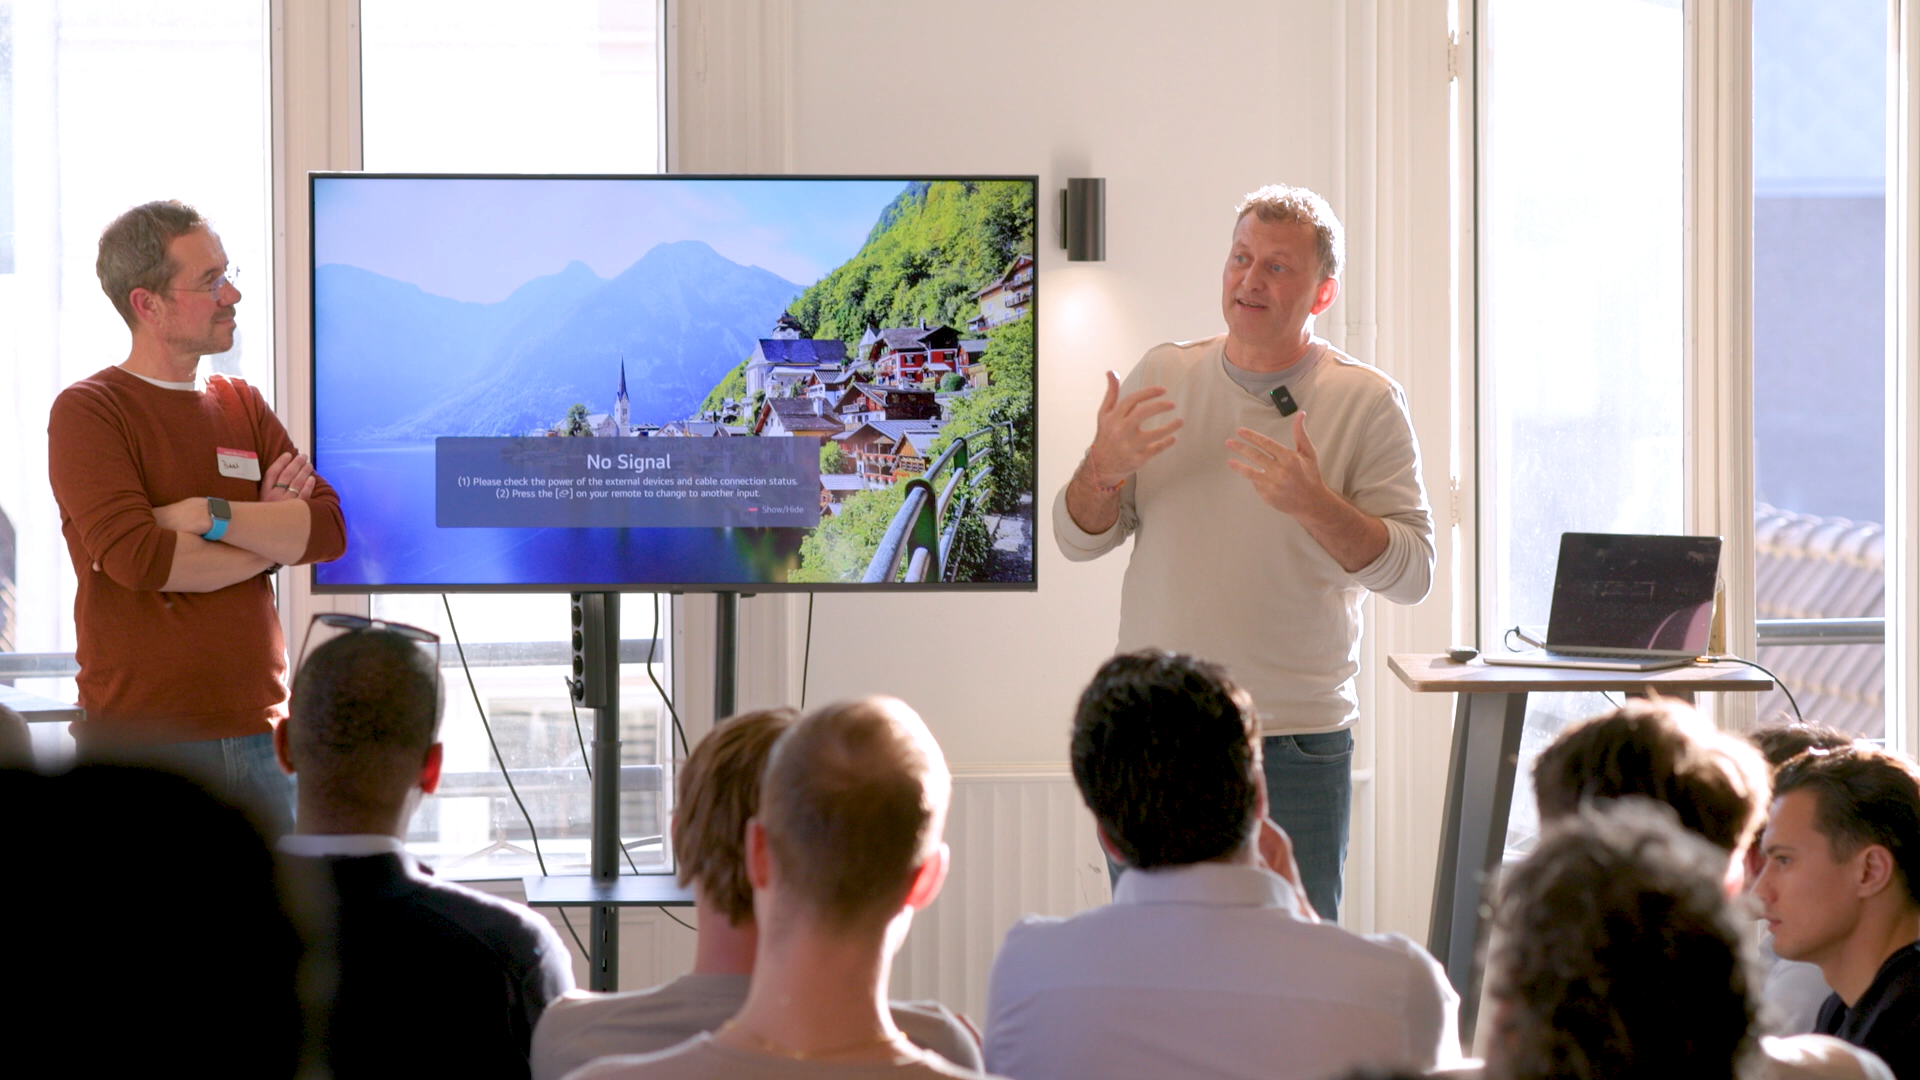 No Signal
(1) Please check the power of the external devices and cable connection status.
(2) Press the [⎆] on your remote to change to another input.
Show/Hide